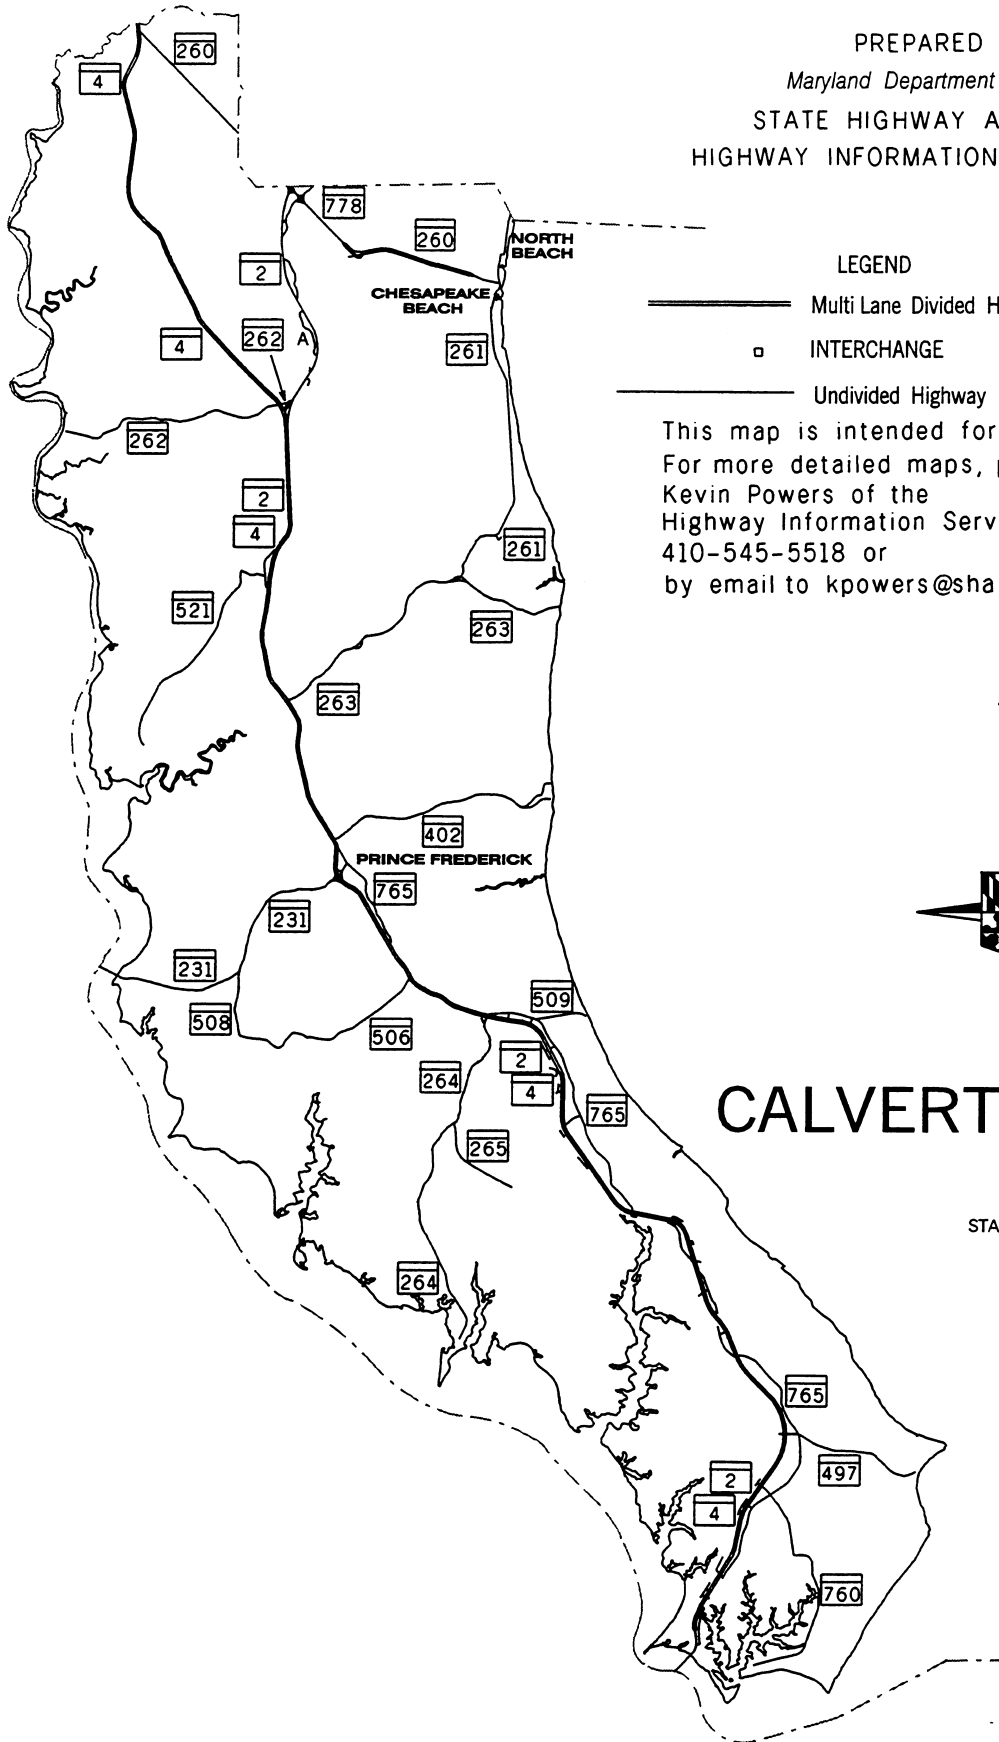 PREPARED
Maryland Department
STATE HIGHWAY A
HIGHWAY INFORMATION
260
4
778
260
NORTH
BEACH
2
CHESAPEAKE
BEACH
LEGEND
Multi Lane Divided H
262
A
4
261
INTERCHANGE
Undivided Highway
262
This map is intended for
For more detailed maps, p
Kevin Powers of the
Highway Information Serv
410-545-5518 or
by email to kpowers@sha
2
4
261
521
263
263
402
PRINCE FREDERICK
765
231
231
509
508
506
2
264
4
765
CALVERT
265
STA
264
765
2
497
4
760